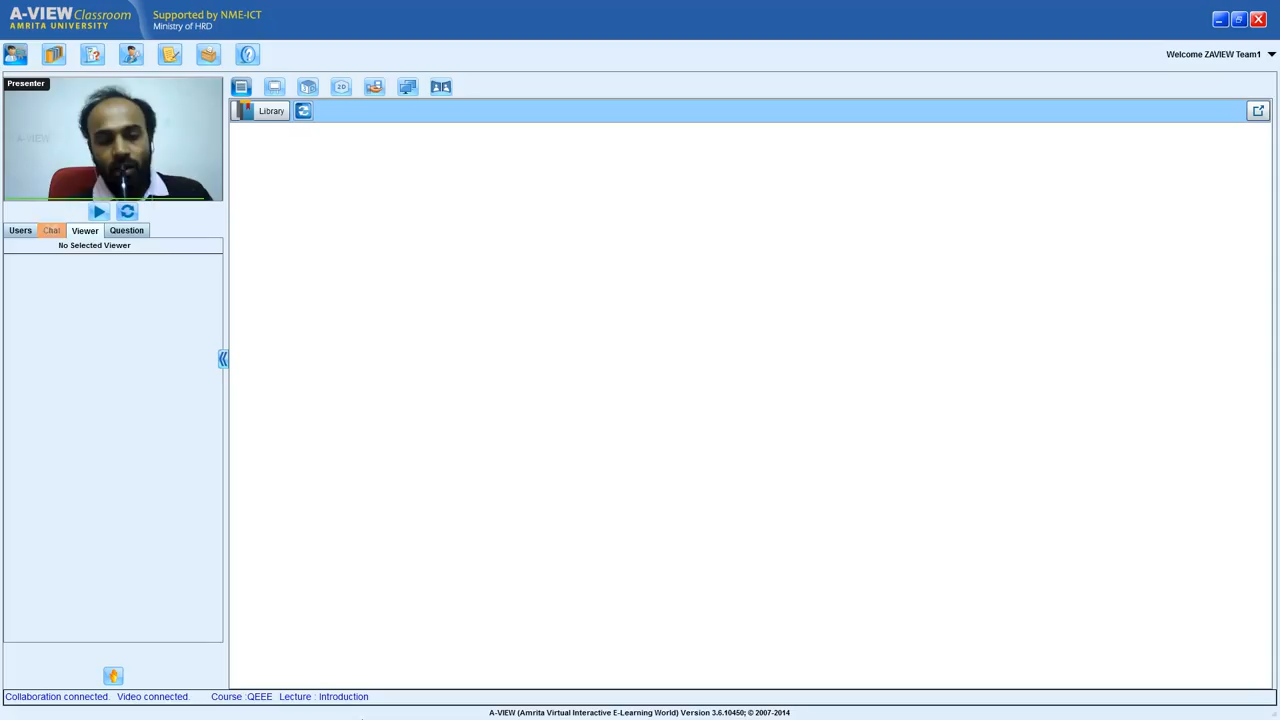 A-VIEW Classroom
AMRITA UNIVERSITY
Supported by NME-ICT
Ministry of HRD
Welcome ZAVIEW Team1
Presenter
A-VIEW
2D
Library
Users Chat Viewer Question
No Selected Viewer
Collaboration connected. Video connected. Course :QEEE Lecture : Introduction
A-VIEW (Amrita Virtual Interactive E-Learning World) Version 3.6.10450; © 2007-2014